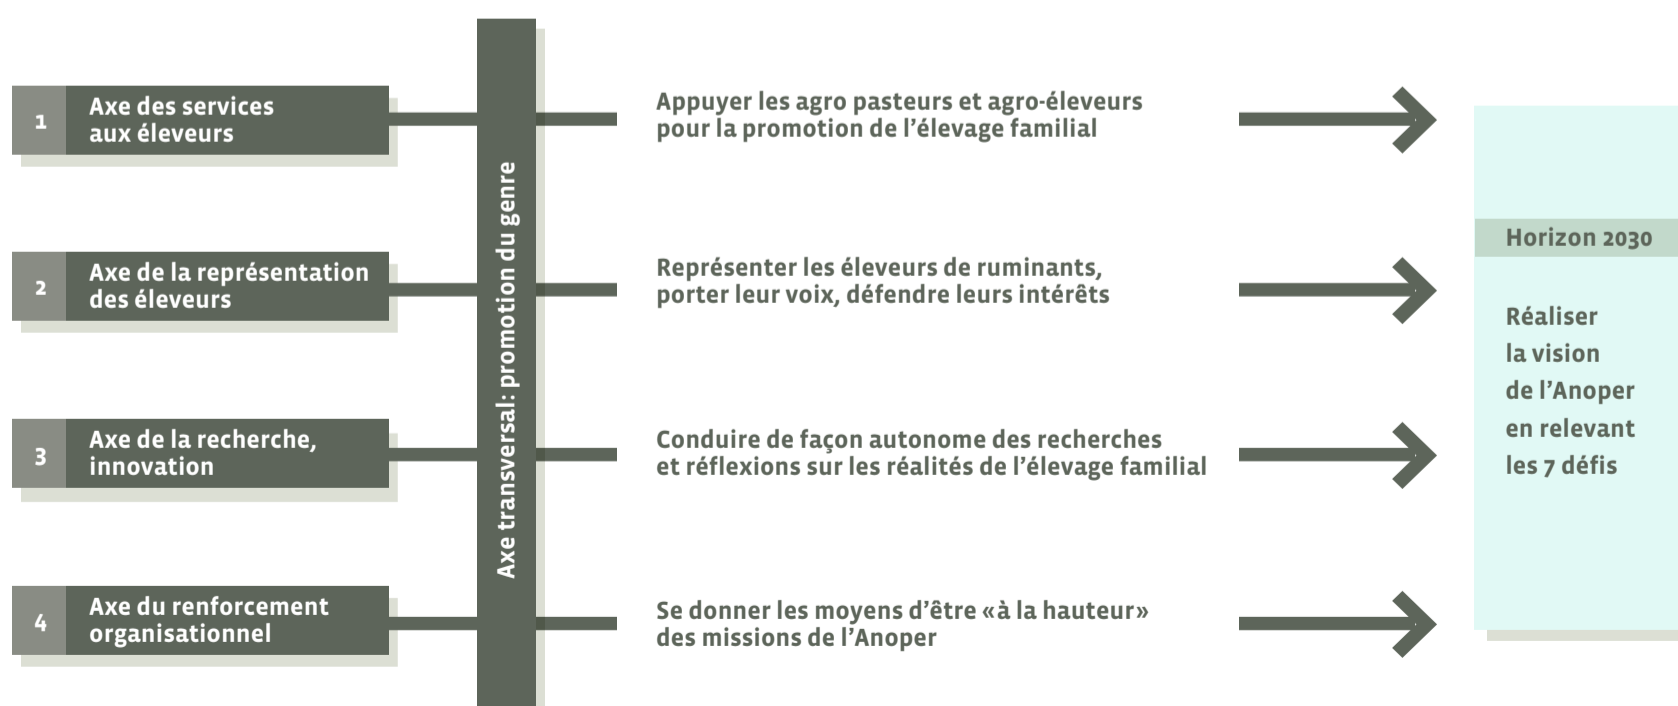 1
Axe des services
aux éleveurs
Appuyer les agro pasteurs et agro-éleveurs
pour la promotion de l'élevage familial
2
Axe de la représentation
des éleveurs
Représenter les éleveurs de ruminants,
porter leur voix, défendre leurs intérêts
3
Axe de la recherche,
innovation
Conduire de façon autonome des recherches
et réflexions sur les réalités de l'élevage familial
4
Axe du renforcement
organisationnel
Se donner les moyens d'être «à la hauteur»
des missions de l'Anoper
Axe transversal: promotion du genre
Horizon 2030
Réaliser
la vision
de l'Anoper
en relevant
les 7 défis